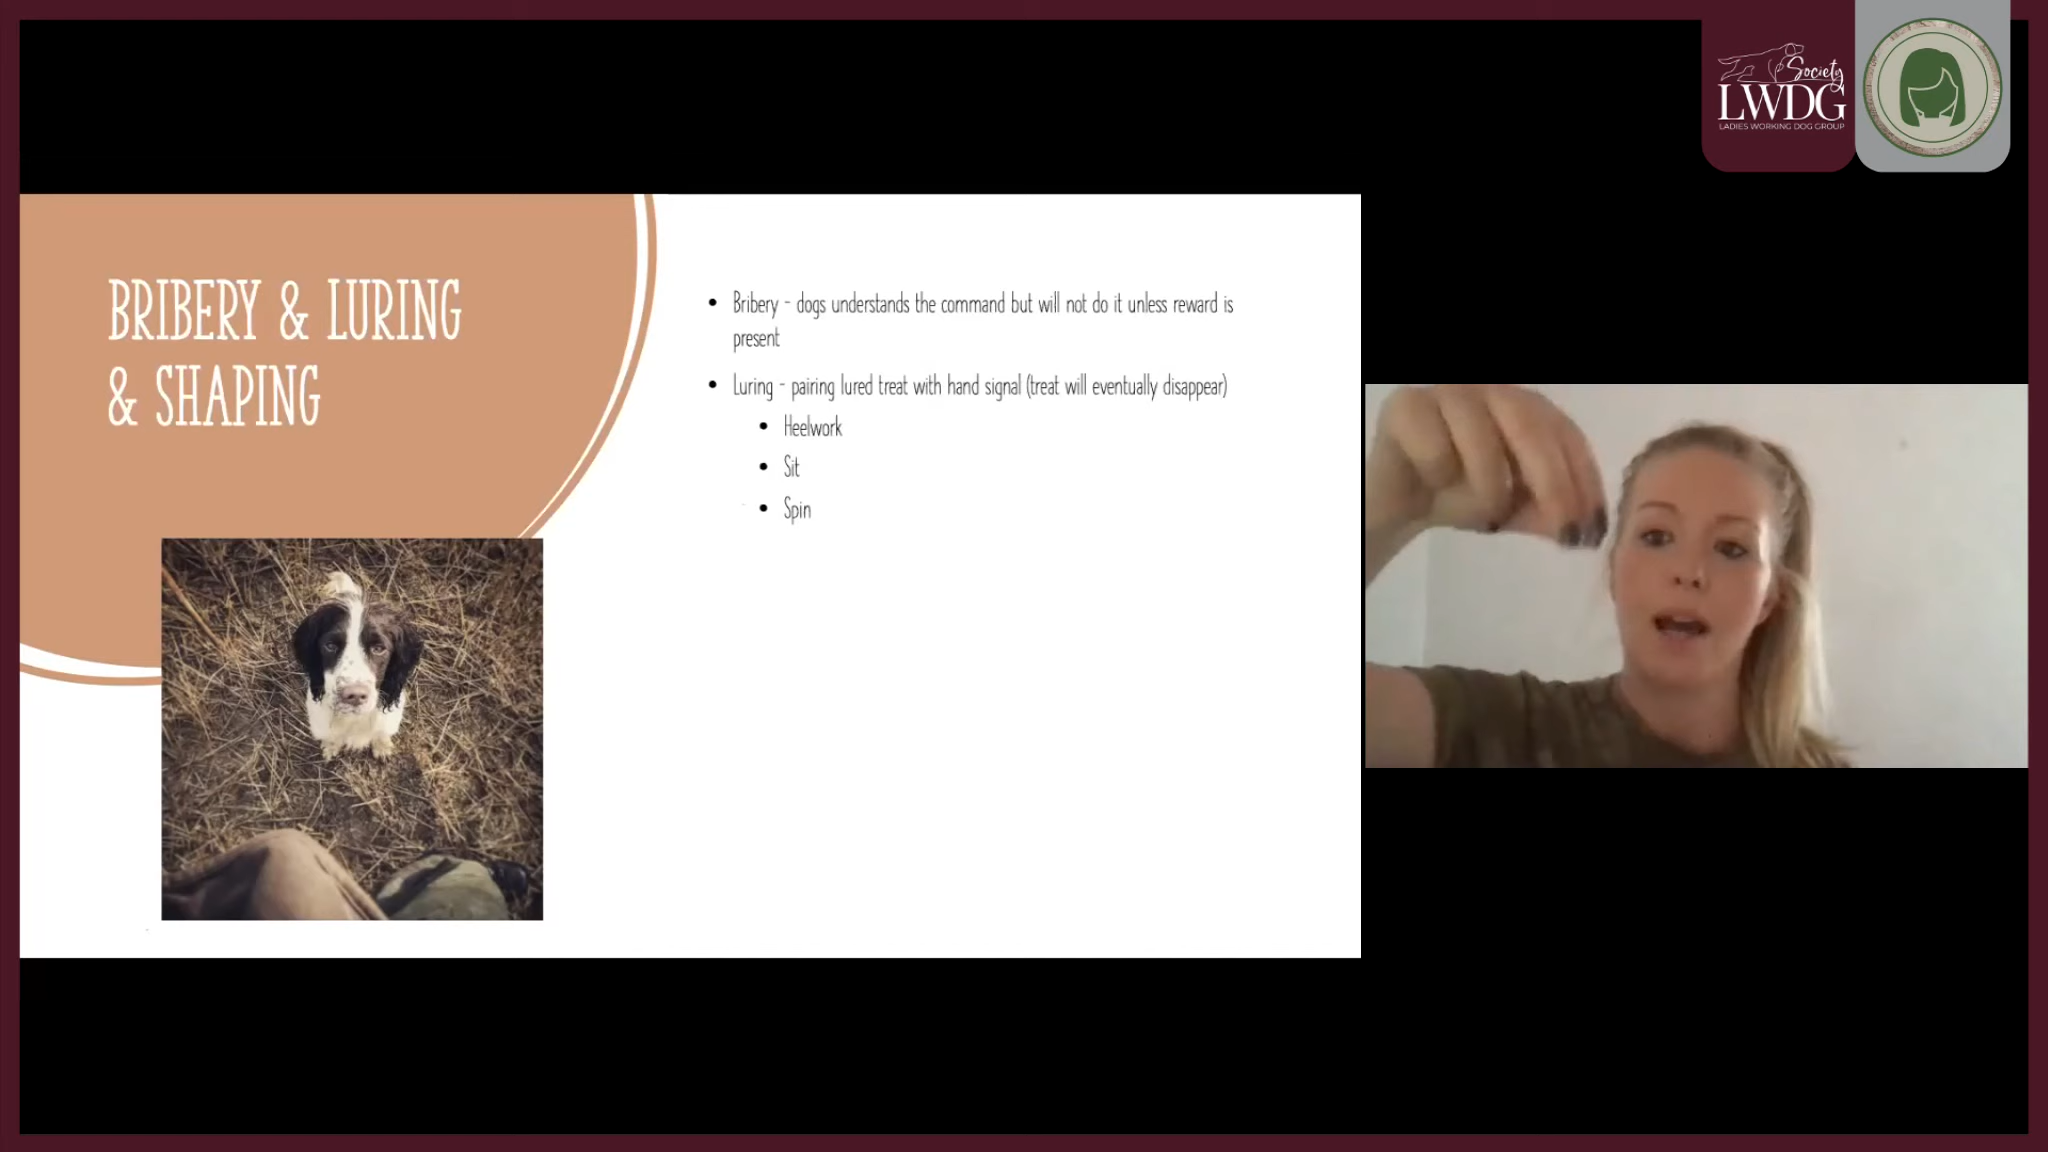 Society
LWDG
LADIES WORKING DOG GROUP
BRIBERY & LURING
& SHAPING
• Bribery - dogs understands the command but will not do it unless reward is
present
• Luring - pairing lured treat with hand signal (treat will eventually disappear)
• Heelwork
• Sit
• Spin